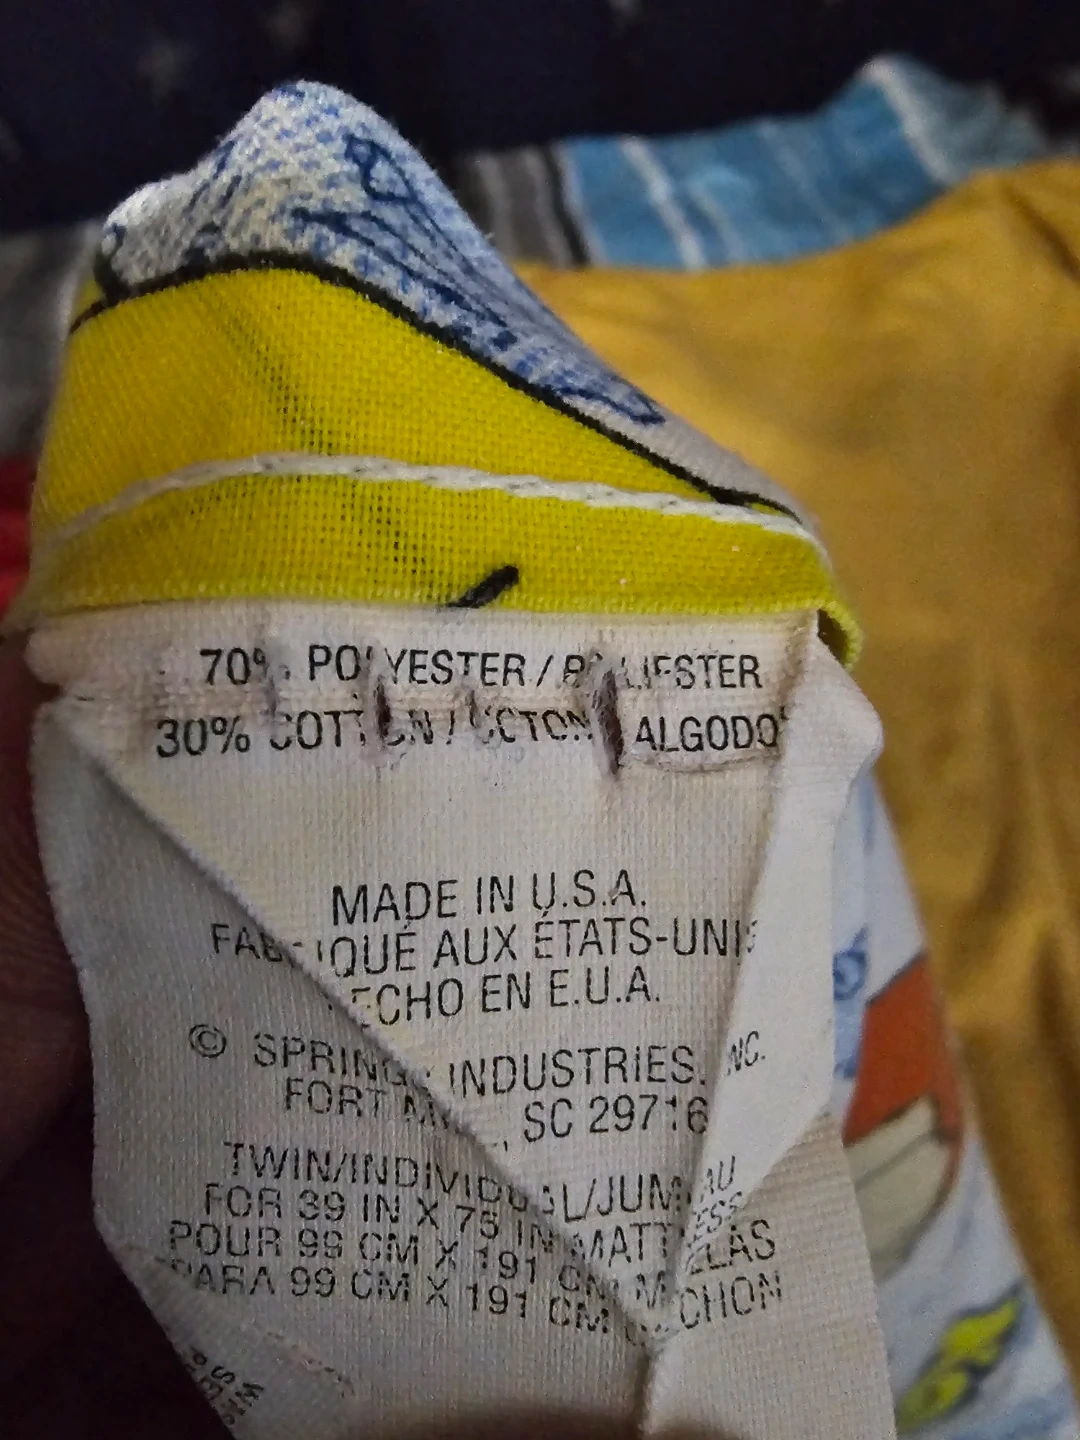 70% POLYESTER / POLIESTER
30% COTTON / COTON / ALGODO
MADE IN U.S.A.
FABRIQUÉ AUX ÉTATS-UNIS
HECHO EN E.U.A.
© SPRINGS INDUSTRIES, INC.
FORT MILL, SC 29716
TWIN/INDIVIDUAL/JUMEAU
FOR 39 IN X 75 IN MATTRESS
POUR 99 CM X 191 CM MATELAS
PARA 99 CM X 191 CM COLCHON